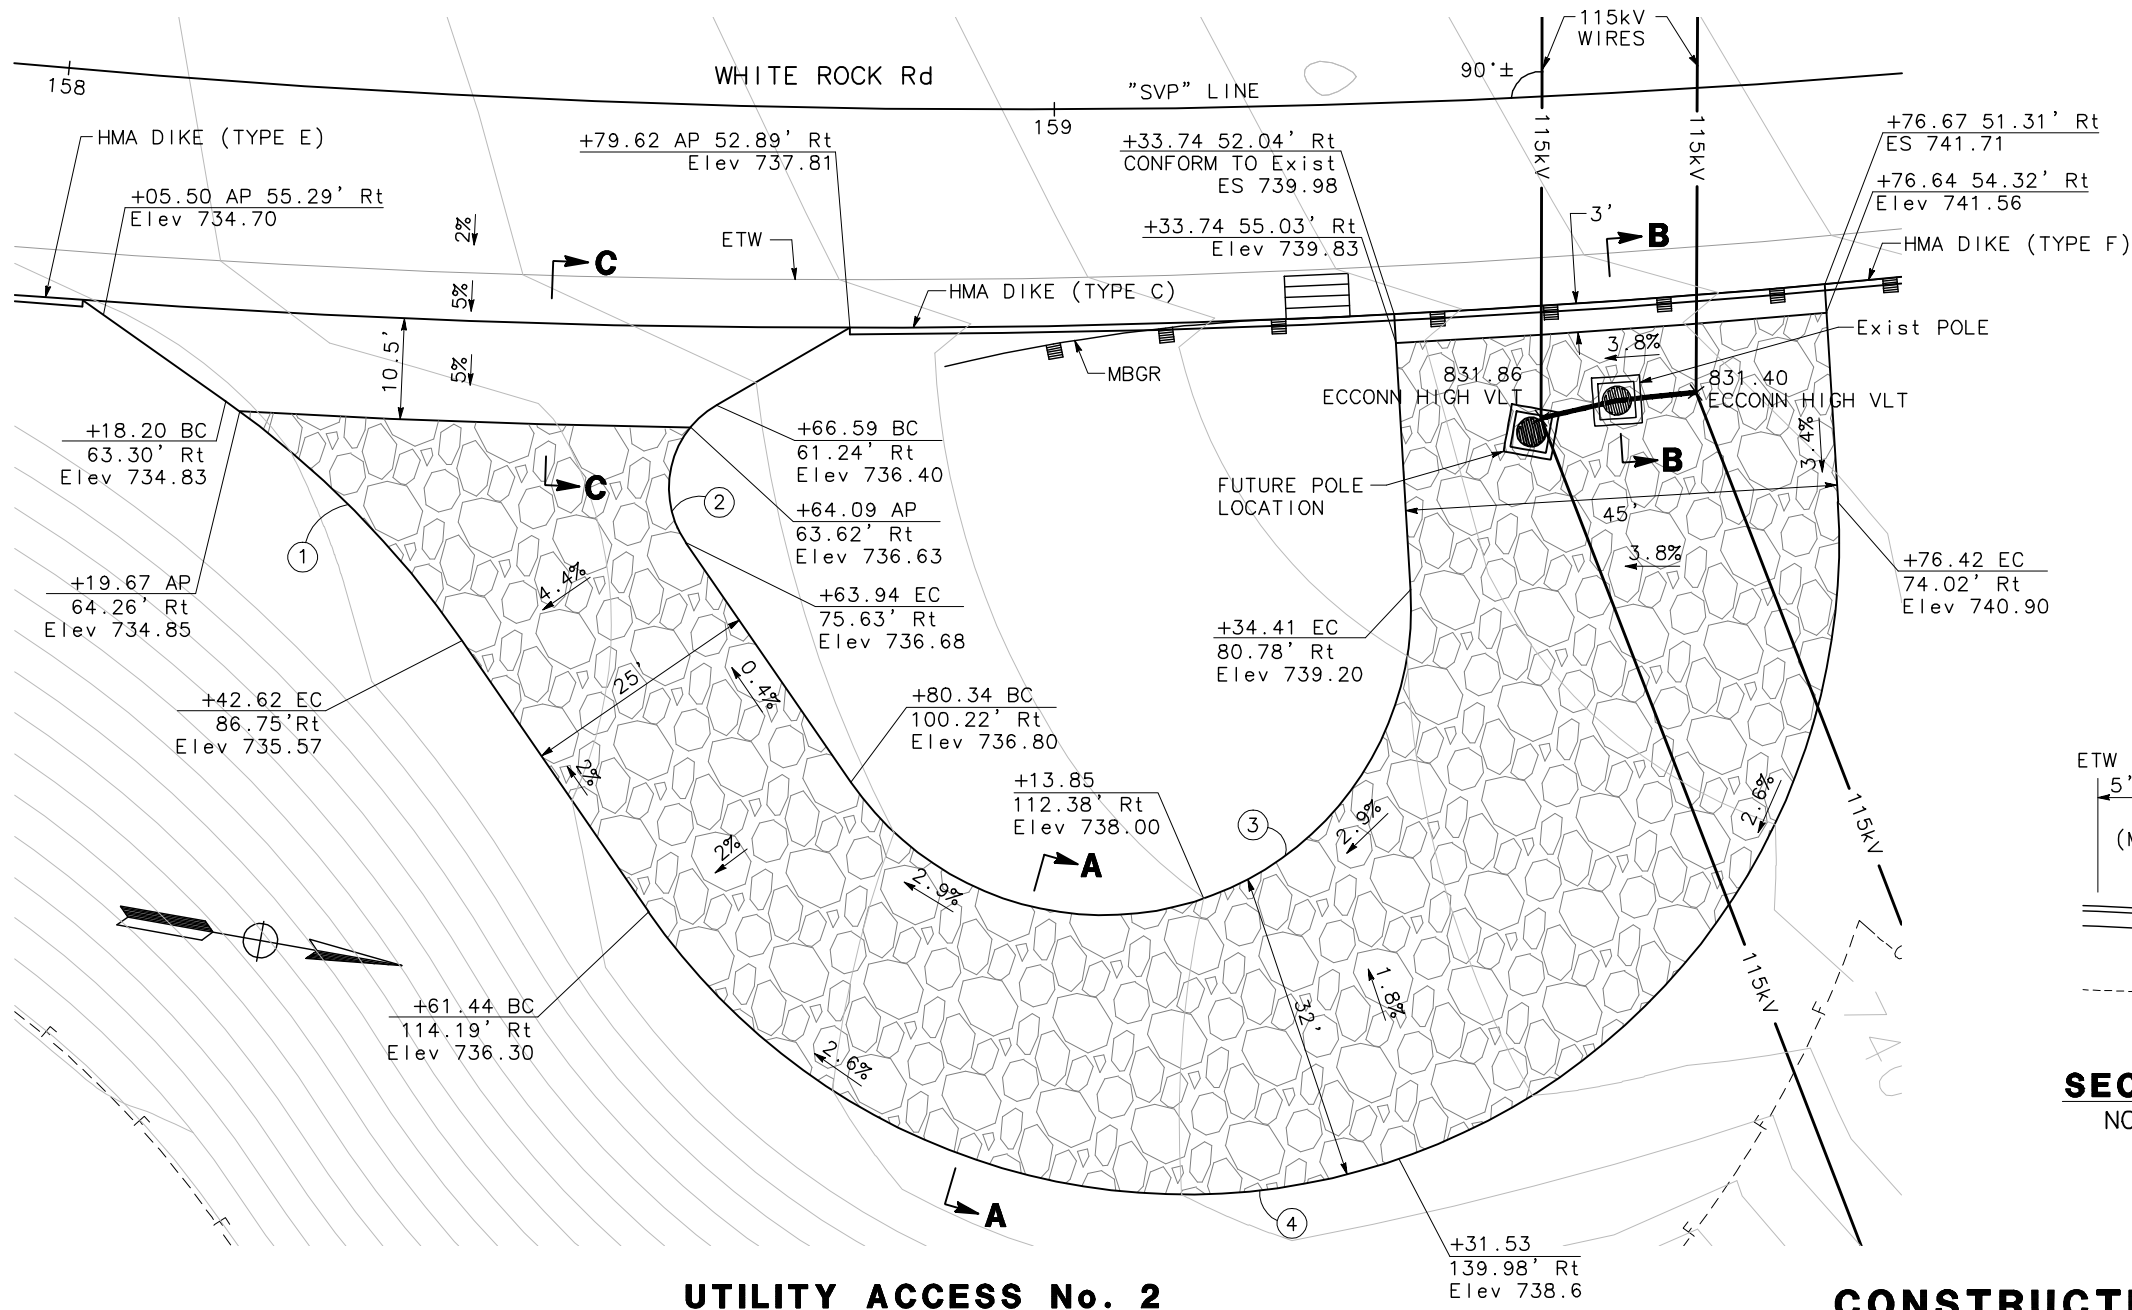 115kV
WIRES
WHITE ROCK Rd
90°±
"SVP" LINE
158
159
HMA DIKE (TYPE E)
+79.62 AP 52.89' Rt
Elev 737.81
+33.74 52.04' Rt
CONFORM TO Exist
ES 739.98
115kV
115kV
+76.67 51.31' Rt
ES 741.71
+05.50 AP 55.29' Rt
Elev 734.70
+76.64 54.32' Rt
Elev 741.56
2%
ETW
+33.74 55.03' Rt
Elev 739.83
3'
B
HMA DIKE (TYPE F)
C
5%
HMA DIKE (TYPE C)
10.5'
5%
MBGR
3.8%
Exist POLE
831.86
ECCONN HIGH VLT
831.40
ECCONN HIGH VLT
+18.20 BC
63.30' Rt
Elev 734.83
+66.59 BC
61.24' Rt
Elev 736.40
3.4%
B
C
2
FUTURE POLE
LOCATION
45'
+64.09 AP
63.62' Rt
Elev 736.63
1
3.8%
+76.42 EC
74.02' Rt
Elev 740.90
+19.67 AP
64.26' Rt
Elev 734.85
4.4%
+63.94 EC
75.63' Rt
Elev 736.68
+34.41 EC
80.78' Rt
Elev 739.20
25'
0.4%
+42.62 EC
86.75'Rt
Elev 735.57
+80.34 BC
100.22' Rt
Elev 736.80
2%
+13.85
112.38' Rt
Elev 738.00
ETW
5'
2.6%
115kV
3
2.9%
(M
2%
A
2.9%
115kV
1.8%
32'
+61.44 BC
114.19' Rt
Elev 736.30
2.6%
F
F
F
F
F
F
SEC
NO
A
4
+31.53
139.98' Rt
Elev 738.6
UTILITY ACCESS No. 2
CONSTRUCTI